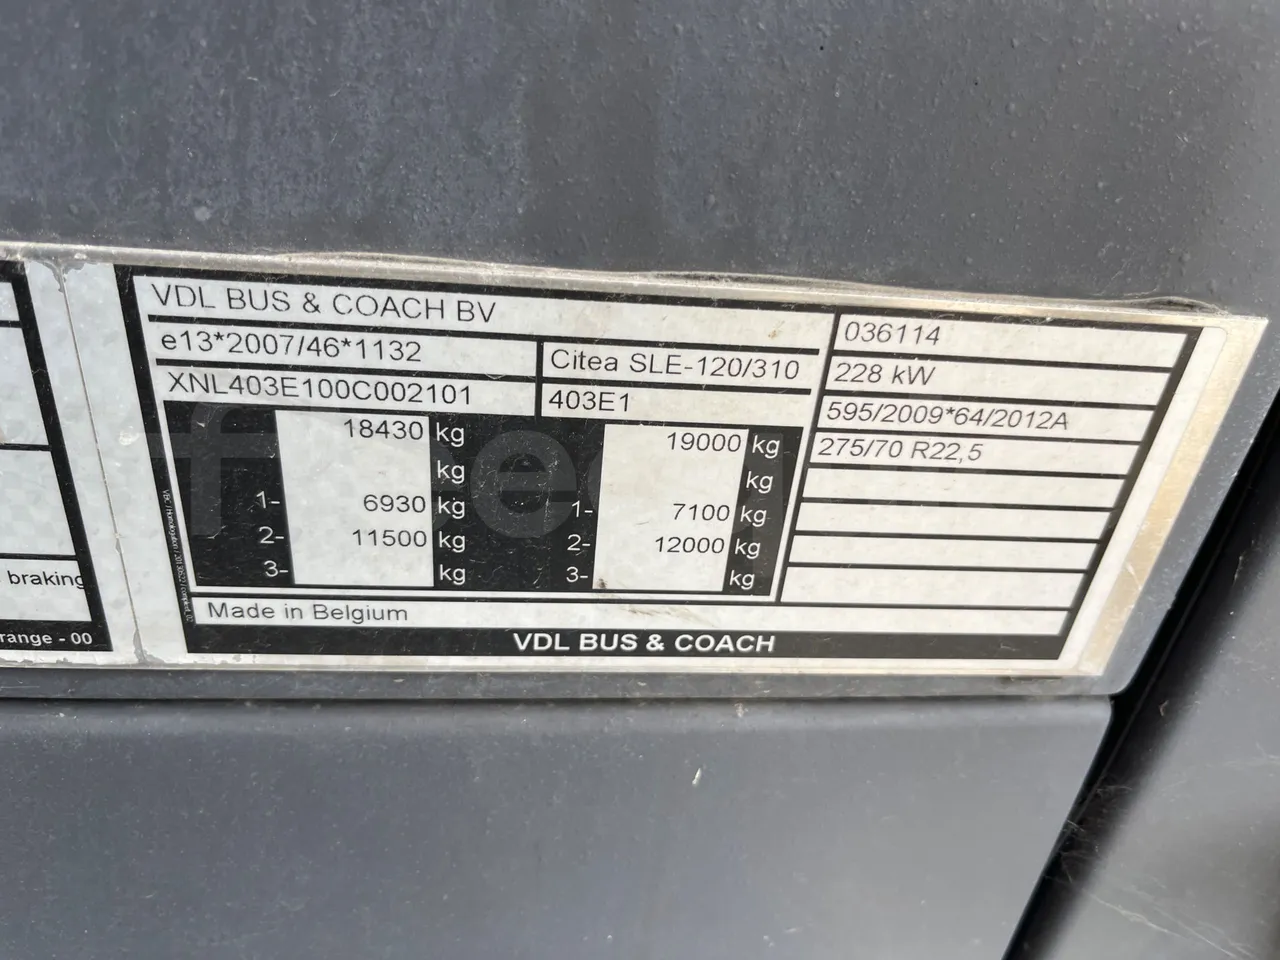 VDL BUS & COACH BV
e13*2007/46*1132
Citea SLE-120/310
XNL403E100C002101
403E1
036114
228 kW
595/2009*64/2012A
275/70 R22,5
18430 kg
kg
1- 6930 kg
2- 11500 kg
3- kg
19000 kg
kg
1- 7100 kg
2- 12000 kg
3- kg
Made in Belgium
VDL BUS & COACH
braking
range - 00